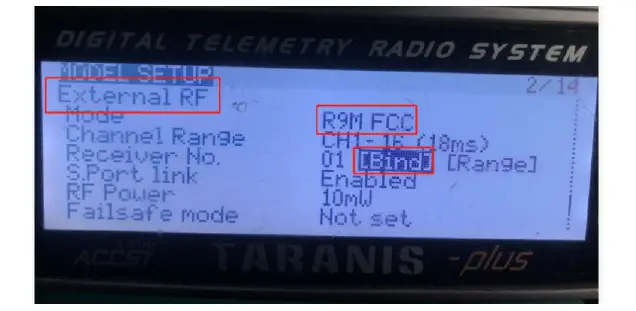 DIGITAL TELEMETRY RADIO SYSTEM
MODEL SETUP 2/14
External RF
Mode R9M FCC
Channel Range CH1-16 (18ms)
Receiver No. 01 [Bind] [Range]
S.Port link Enabled
RF Power 10mW
Failsafe mode Not set
ACCST TARANIS -plus